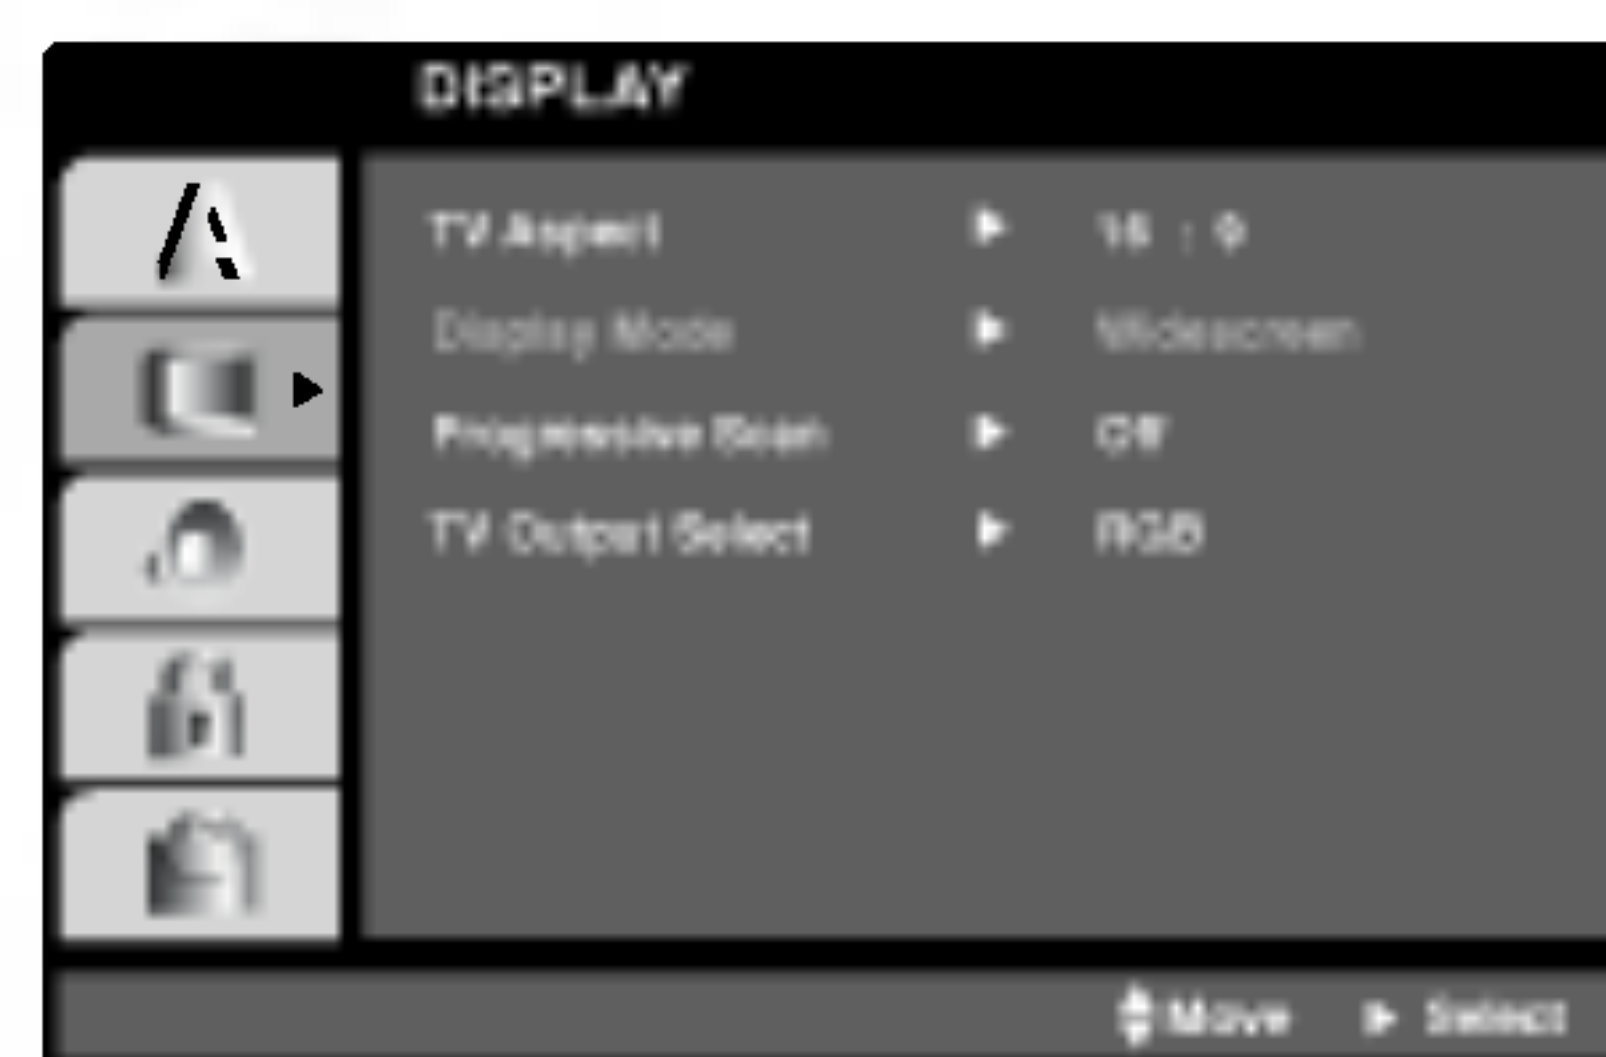 DISPLAY
TV Aspect ► 16 : 9
Display Mode ► Widescreen
Progressive Scan ► Off
TV Output Select ► RGB
Move ► Select